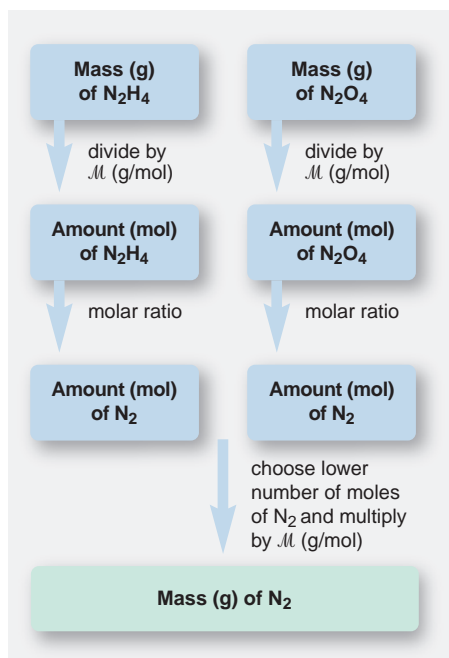 Mass (g)
of N₂H₄
Mass (g)
of N₂O₄
divide by
ℳ (g/mol)
divide by
ℳ (g/mol)
Amount (mol)
of N₂H₄
Amount (mol)
of N₂O₄
molar ratio
molar ratio
Amount (mol)
of N₂
Amount (mol)
of N₂
choose lower
number of moles
of N₂ and multiply
by ℳ (g/mol)
Mass (g) of N₂